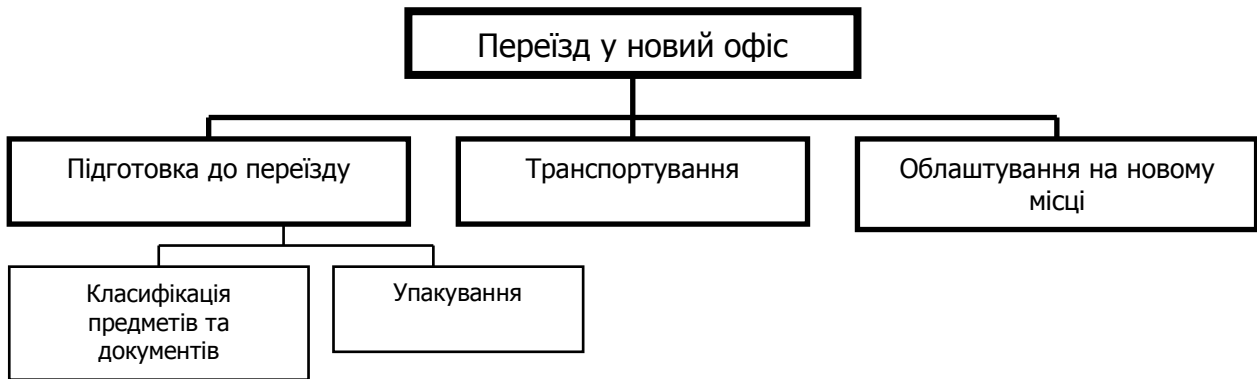 Переїзд у новий офіс
Підготовка до переїзду
Транспортування
Облаштування на новому
місці
Класифікація
предметів та
документів
Упакування